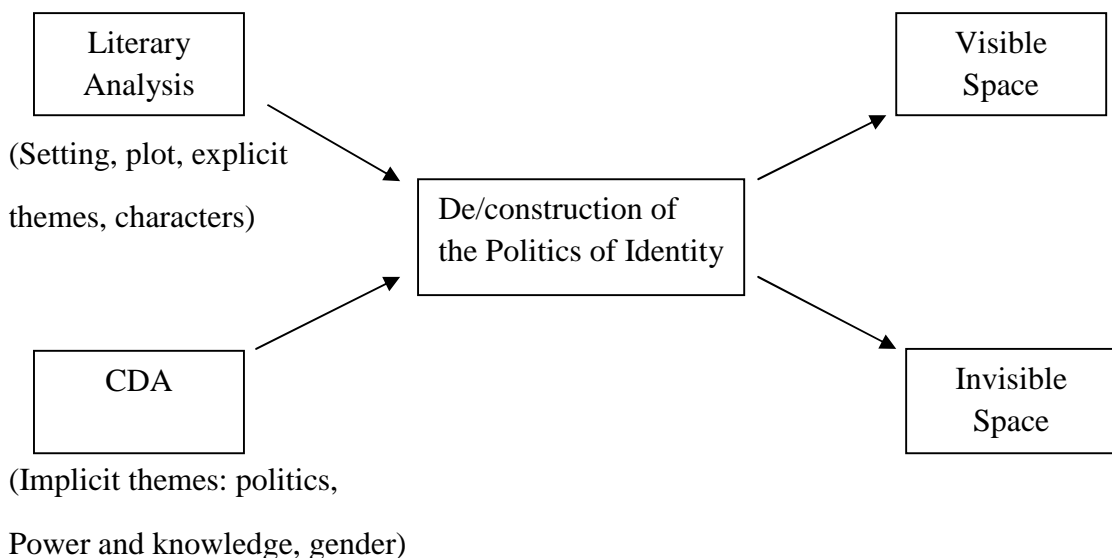 Literary
Analysis
(Setting, plot, explicit
themes, characters)
CDA
(Implicit themes: politics,
Power and knowledge, gender)
De/construction of
the Politics of Identity
Visible
Space
Invisible
Space